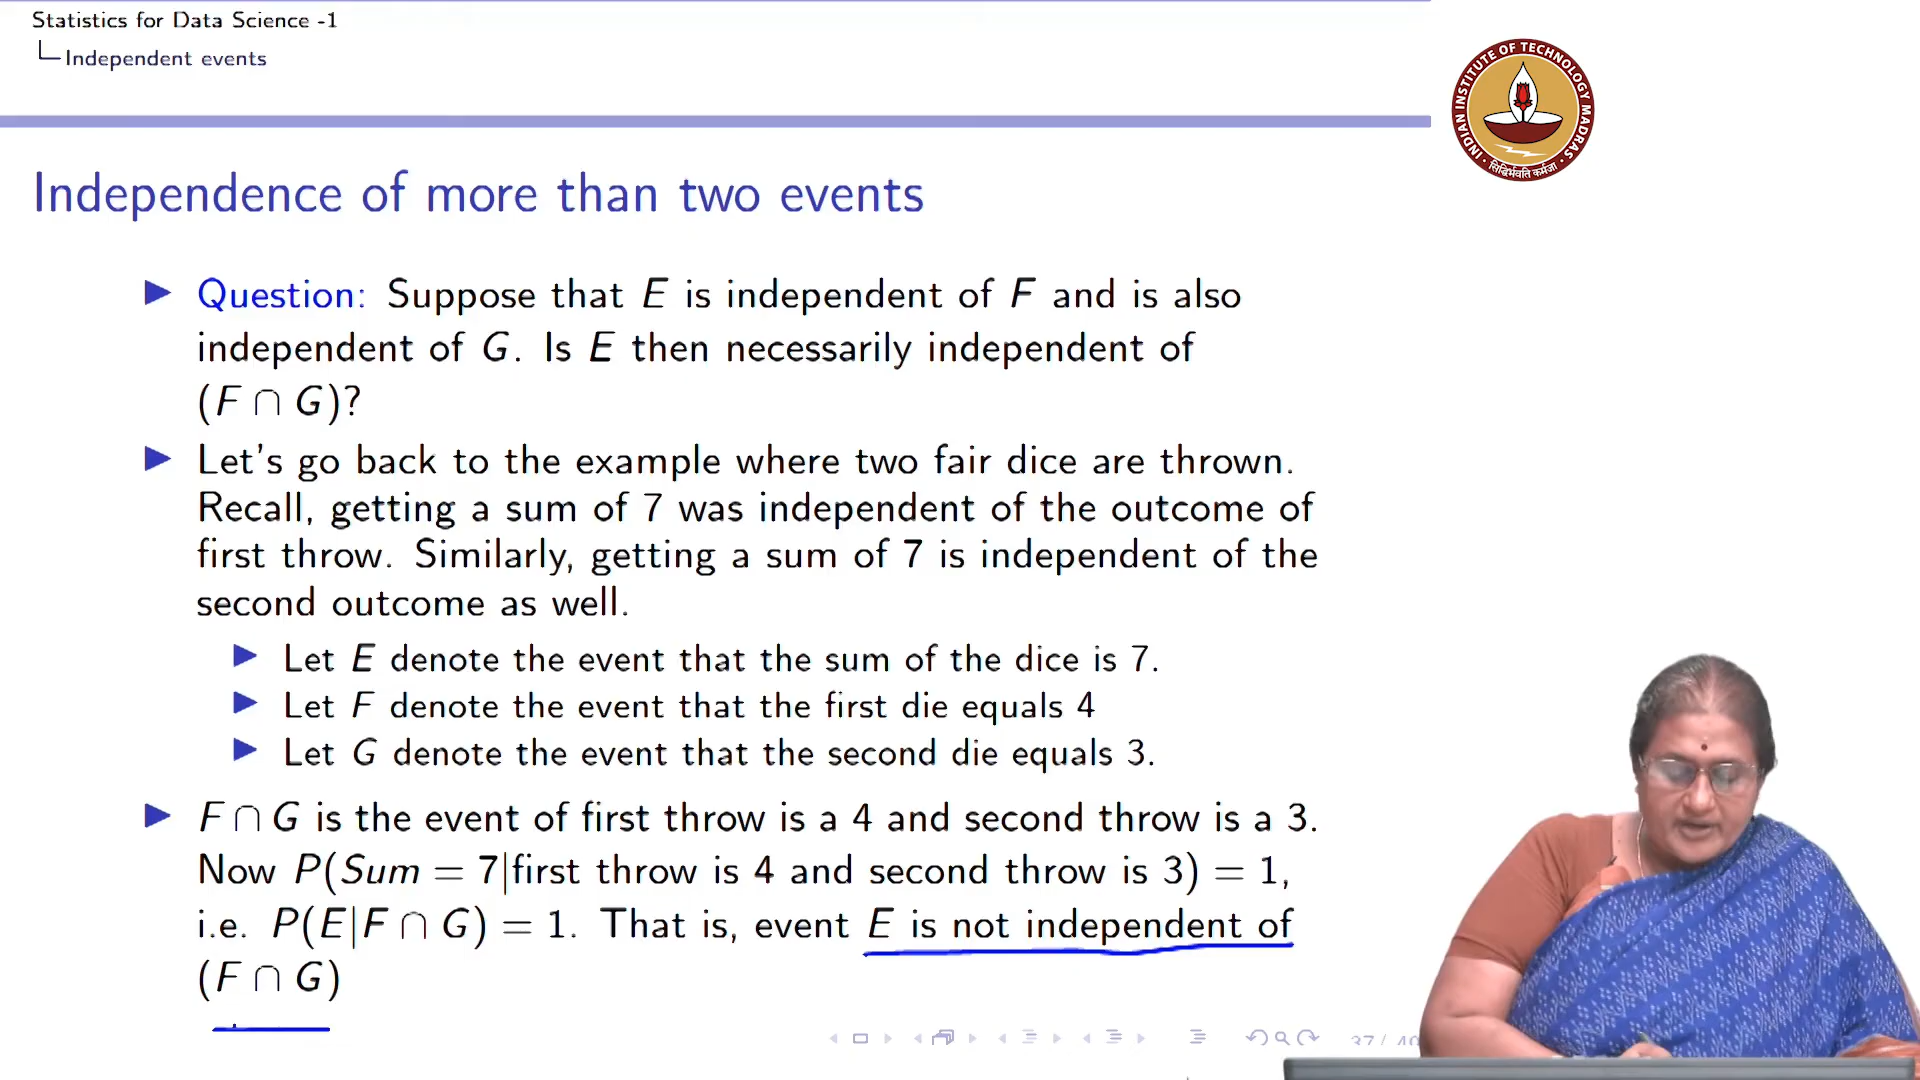 Statistics for Data Science -1
Independent events
INDIAN INSTITUTE OF TECHNOLOGY MADRAS
सिद्धिर्भवति कर्मजा
Independence of more than two events
Question: Suppose that E is independent of F and is also
independent of G. Is E then necessarily independent of
(F ∩ G)?
Let's go back to the example where two fair dice are thrown.
Recall, getting a sum of 7 was independent of the outcome of
first throw. Similarly, getting a sum of 7 is independent of the
second outcome as well.
Let E denote the event that the sum of the dice is 7.
Let F denote the event that the first die equals 4
Let G denote the event that the second die equals 3.
F ∩ G is the event of first throw is a 4 and second throw is a 3.
Now P(Sum = 7|first throw is 4 and second throw is 3) = 1,
i.e. P(E|F ∩ G) = 1. That is, event E is not independent of
(F ∩ G)
37 /